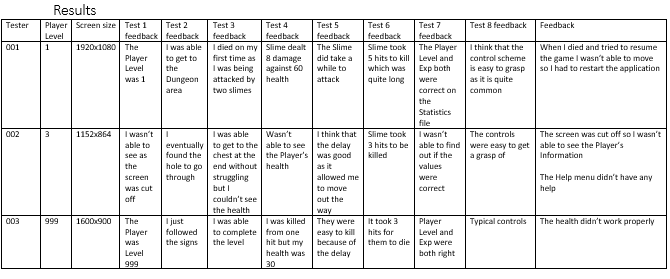 Results
Tester
Player
Level
Screen size
Test 1
feedback
Test 2
feedback
Test 3
feedback
Test 4
feedback
Test 5
feedback
Test 6
feedback
Test 7
feedback
Test 8 feedback
Feedback
001
1
1920x1080
The
Player
Level
was 1
I was able
to get to
the
Dungeon
area
I died on my
first time as
I was being
attacked by
two slimes
Slime dealt
8 damage
against 60
health
The Slime
did take a
while to
attack
Slime took
5 hits to kill
which was
quite long
The Player
Level and
Exp both
were
correct on
the
Statistics
file
I think that the
control scheme
is easy to grasp
as it is quite
common
When I died and tried to resume
the game I wasn't able to move
so I had to restart the application
002
3
1152x864
I wasn't
able to
see as
the
screen
was cut
off
I
eventually
found the
hole to go
through
I was able
to get to the
chest at the
end without
struggling
but I
couldn't see
the health
Wasn't
able to see
the Player's
health
I think that
the delay
was good
as it
allowed me
to move
out the
way
Slime took
3 hits to be
killed
I wasn't
able to find
out if the
values
were
correct
The controls
were easy to get
a grasp of
The screen was cut off so I wasn't
able to see the Player's
Information
The Help menu didn't have any
help
003
999
1600x900
The
Player
was
Level
999
I just
followed
the signs
I was able
to complete
the level
I was killed
from one
hit but my
health was
30
They were
easy to kill
because of
the delay
It took 3
hits for
them to die
Player
Level and
Exp were
both right
Typical controls
The health didn't work properly